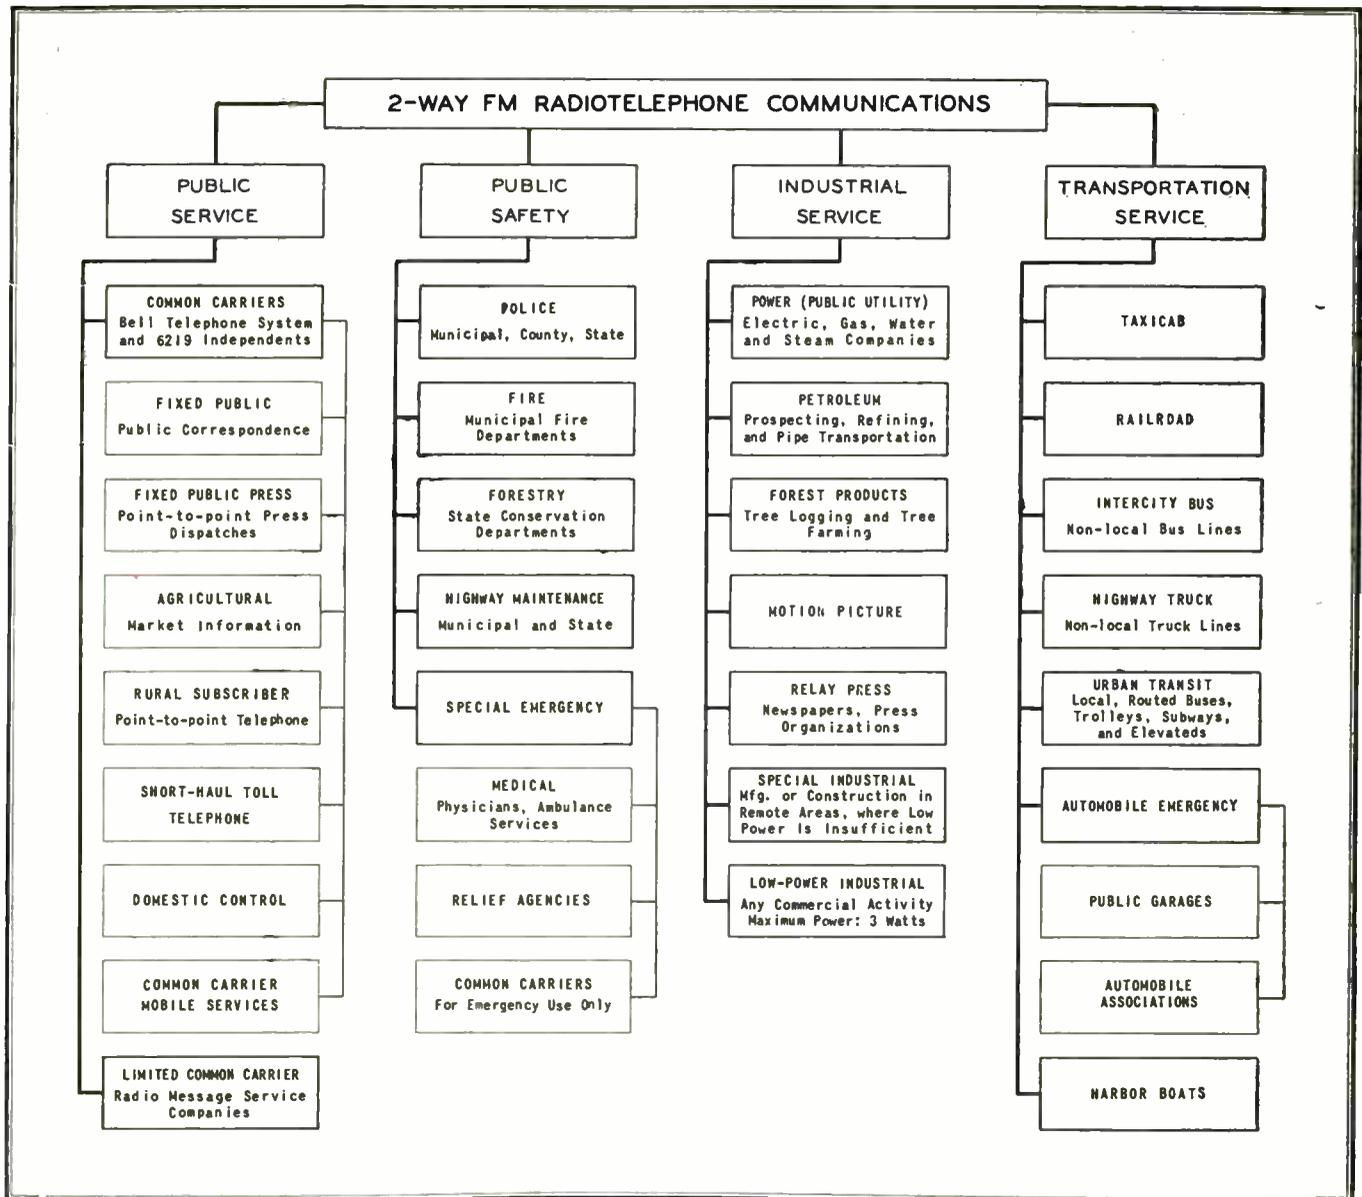 2-WAY FM RADIOTELEPHONE COMMUNICATIONS
PUBLIC
SERVICE
COMMON CARRIERS
Bell Telephone System
and 6219 Independents
FIXED PUBLIC
Public Correspondence
FIXED PUBLIC PRESS
Point-to-point Press
Dispatches
AGRICULTURAL
Market Information
RURAL SUBSCRIBER
Point-to-point Telephone
SHORT-HAUL TOLL
TELEPHONE
DOMESTIC CONTROL
COMMON CARRIER
MOBILE SERVICES
LIMITED COMMON CARRIER
Radio Message Service
Companies
PUBLIC
SAFETY
POLICE
Municipal, County, State
FIRE
Municipal Fire
Departments
FORESTRY
State Conservation
Departments
HIGHWAY MAINTENANCE
Municipal and State
SPECIAL EMERGENCY
MEDICAL
Physicians, Ambulance
Services
RELIEF AGENCIES
COMMON CARRIERS
For Emergency Use Only
INDUSTRIAL
SERVICE
POWER (PUBLIC UTILITY)
Electric, Gas, Water
and Steam Companies
PETROLEUM
Prospecting, Refining,
and Pipe Transportation
FOREST PRODUCTS
Tree Logging and Tree
Farming
MOTION PICTURE
RELAY PRESS
Newspapers, Press
Organizations
SPECIAL INDUSTRIAL
Mfg. or Construction in
Remote Areas, where Low
Power Is Insufficient
LOW-POWER INDUSTRIAL
Any Commercial Activity
Maximum Power: 3 Watts
TRANSPORTATION
SERVICE
TAXICAB
RAILROAD
INTERCITY BUS
Non-local Bus Lines
HIGHWAY TRUCK
Non-local Truck Lines
URBAN TRANSIT
Local, Routed Buses,
Trolleys, Subways,
and Elevateds
AUTOMOBILE EMERGENCY
PUBLIC GARAGES
AUTOMOBILE
ASSOCIATIONS
HARBOR BOATS